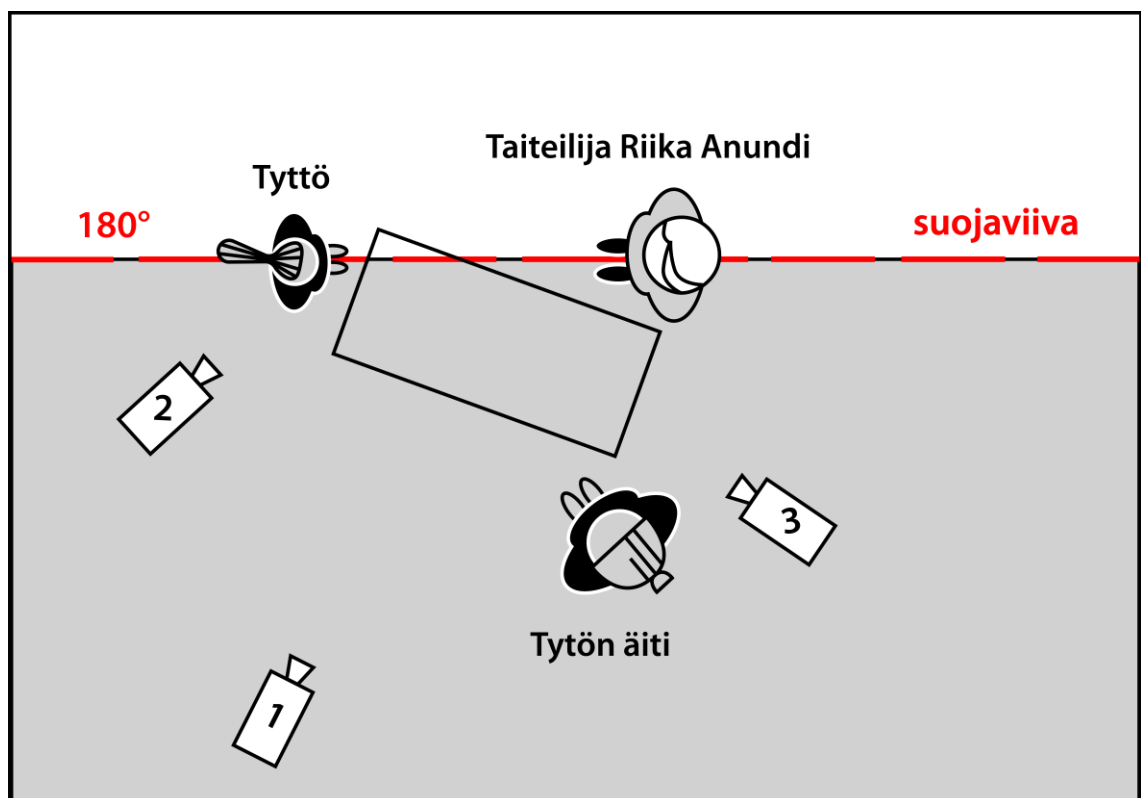 Taiteilija Riika Anundi
Tyttö
180°
suojaviiva
2
3
Tytön äiti
1